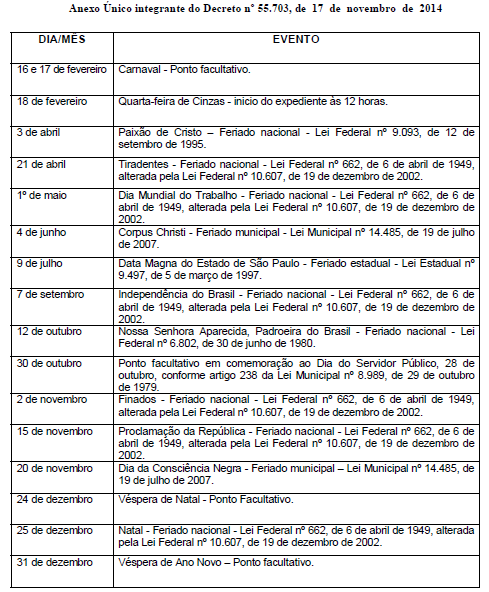 Anexo Único integrante do Decreto nº 55.703, de 17 de novembro de 2014
DIA/MÊS EVENTO
16 e 17 de fevereiro Carnaval - Ponto facultativo.
18 de fevereiro Quarta-feira de Cinzas - inicio do expediente às 12 horas.
3 de abril Paixão de Cristo – Feriado nacional - Lei Federal nº 9.093, de 12 de
setembro de 1995.
21 de abril Tiradentes - Feriado nacional - Lei Federal nº 662, de 6 de abril de 1949,
alterada pela Lei Federal nº 10.607, de 19 de dezembro de 2002.
1º de maio Dia Mundial do Trabalho - Feriado nacional - Lei Federal nº 662, de 6 de
abril de 1949, alterada pela Lei Federal nº 10.607, de 19 de dezembro de
2002.
4 de junho Corpus Christi - Feriado municipal - Lei Municipal nº 14.485, de 19 de julho
de 2007.
9 de julho Data Magna do Estado de São Paulo - Feriado estadual - Lei Estadual nº
9.497, de 5 de março de 1997.
7 de setembro Independência do Brasil - Feriado nacional - Lei Federal nº 662, de 6 de
abril de 1949, alterada pela Lei Federal nº 10.607, de 19 de dezembro de
2002.
12 de outubro Nossa Senhora Aparecida, Padroeira do Brasil - Feriado nacional - Lei
Federal nº 6.802, de 30 de junho de 1980.
30 de outubro Ponto facultativo em comemoração ao Dia do Servidor Público, 28 de
outubro, conforme artigo 238 da Lei Municipal nº 8.989, de 29 de outubro
de 1979.
2 de novembro Finados - Feriado nacional - Lei Federal nº 662, de 6 de abril de 1949,
alterada pela Lei Federal nº 10.607, de 19 de dezembro de 2002.
15 de novembro Proclamação da República - Feriado nacional - Lei Federal nº 662, de 6 de
abril de 1949, alterada pela Lei Federal nº 10.607, de 19 de dezembro de
2002.
20 de novembro Dia da Consciência Negra - Feriado municipal – Lei Municipal nº 14.485, de
19 de julho de 2007.
24 de dezembro Véspera de Natal - Ponto Facultativo.
25 de dezembro Natal - Feriado nacional - Lei Federal nº 662, de 6 de abril de 1949, alterada
pela Lei Federal nº 10.607, de 19 de dezembro de 2002.
31 de dezembro Véspera de Ano Novo – Ponto facultativo.